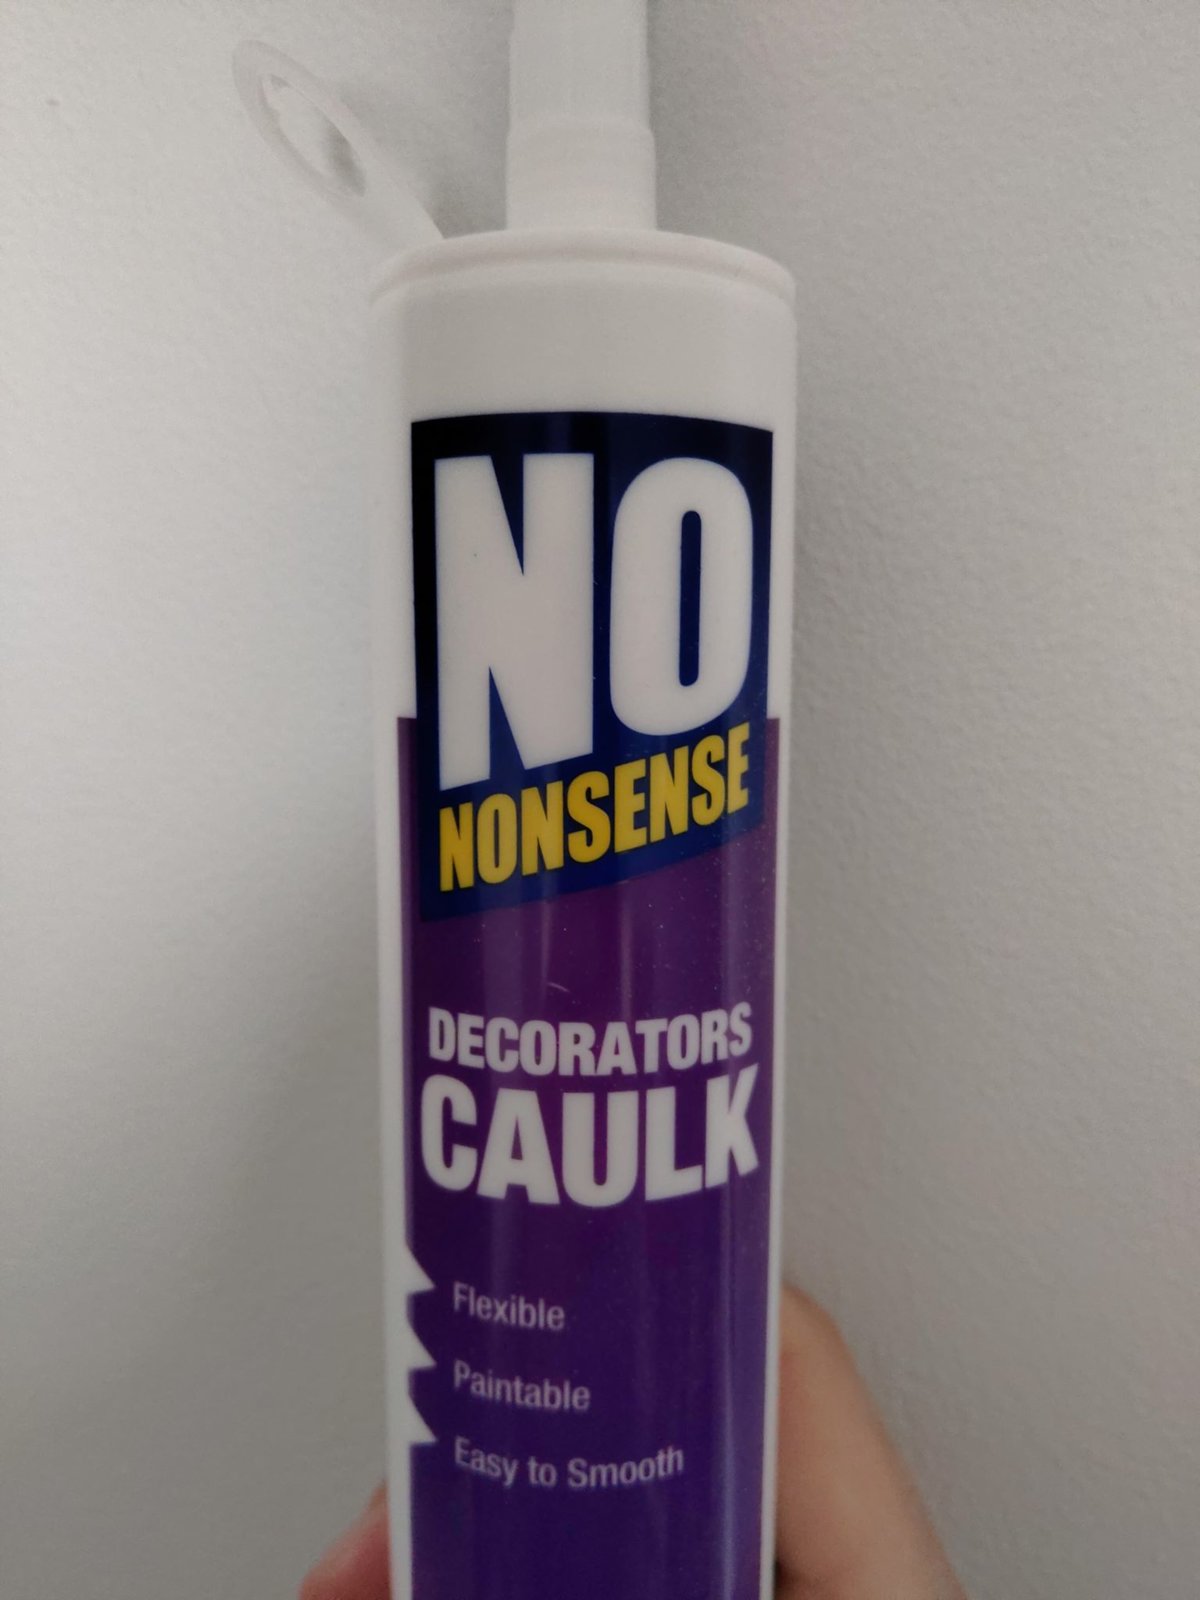 NO
NONSENSE
DECORATORS
CAULK
Flexible
Paintable
Easy to Smooth